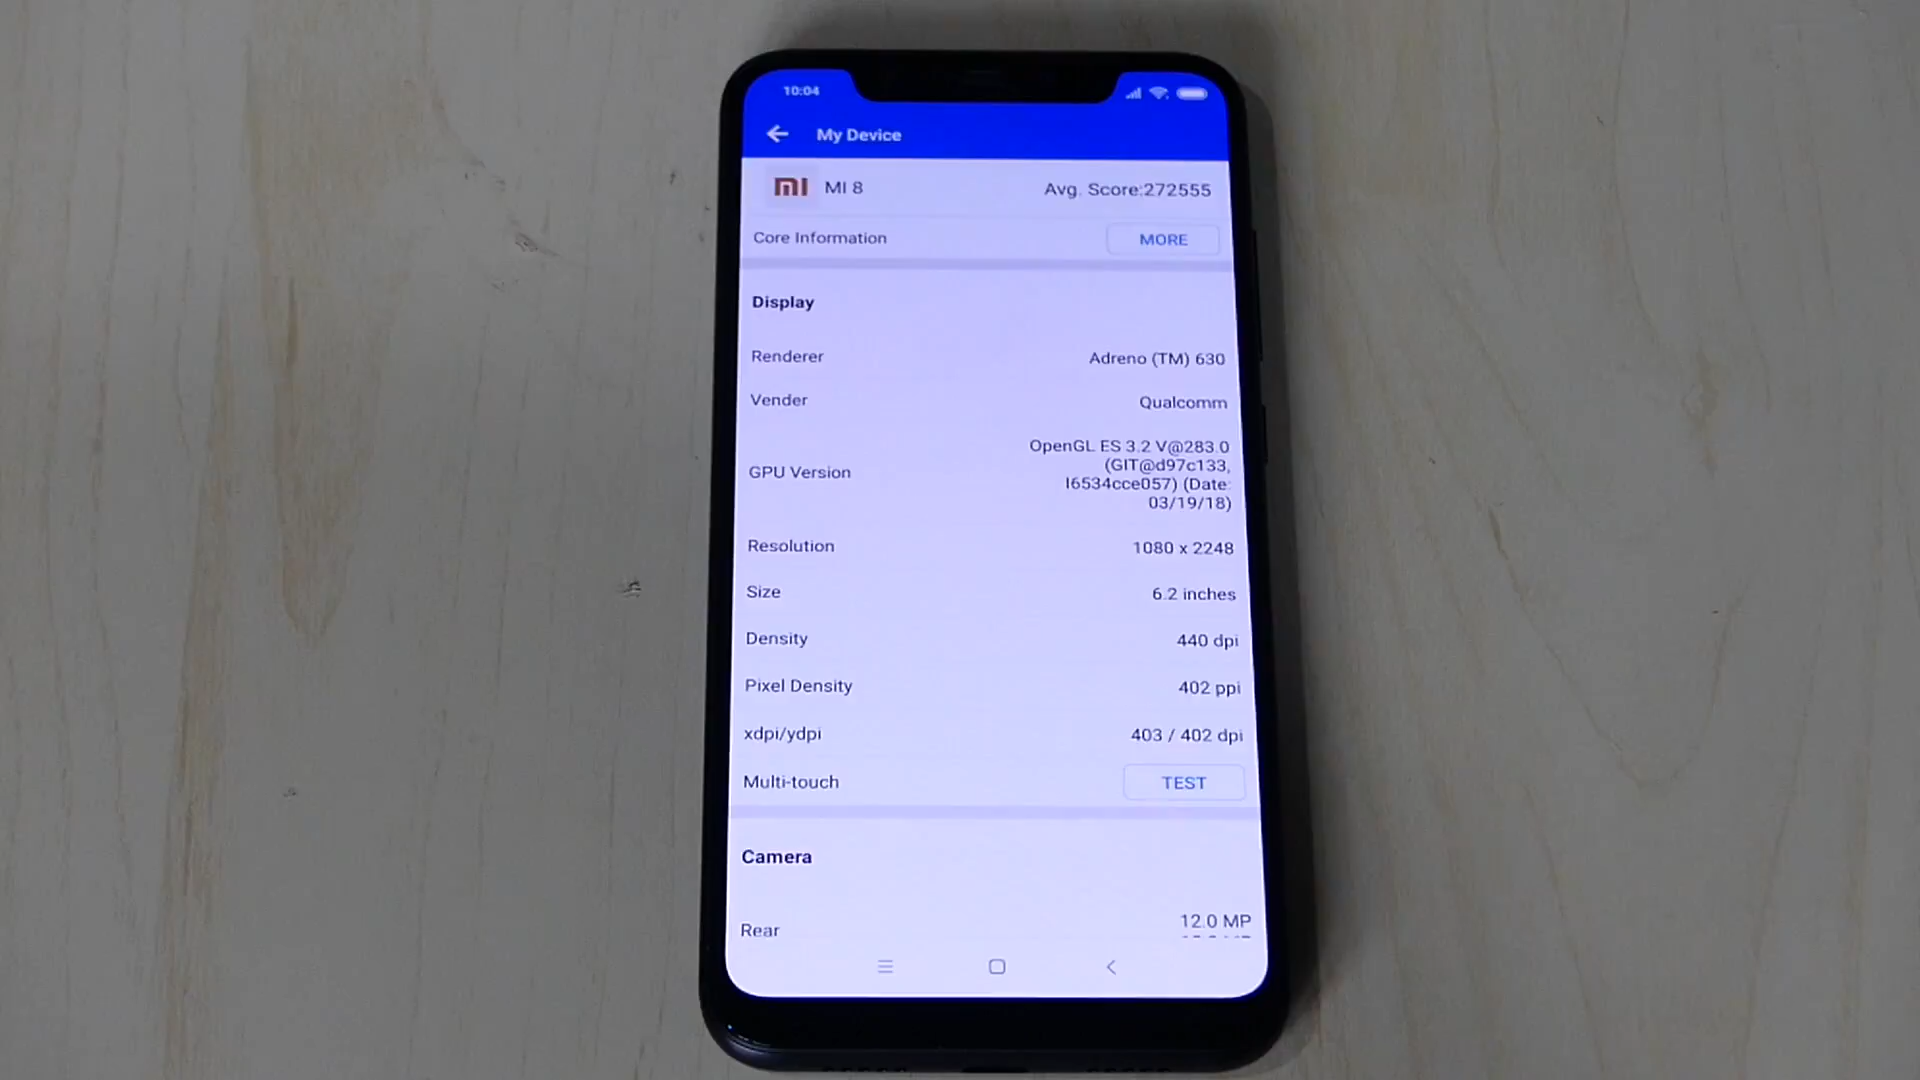 10:04
My Device
MI 8 Avg. Score:272555
Core Information MORE
Display
Renderer Adreno (TM) 630
Vender Qualcomm
GPU Version OpenGL ES 3.2 V@283.0
(GIT@d97c133,
I6534cce057) (Date:
03/19/18)
Resolution 1080 x 2248
Size 6.2 inches
Density 440 dpi
Pixel Density 402 ppi
xdpi/ydpi 403 / 402 dpi
Multi-touch TEST
Camera
Rear 12.0 MP